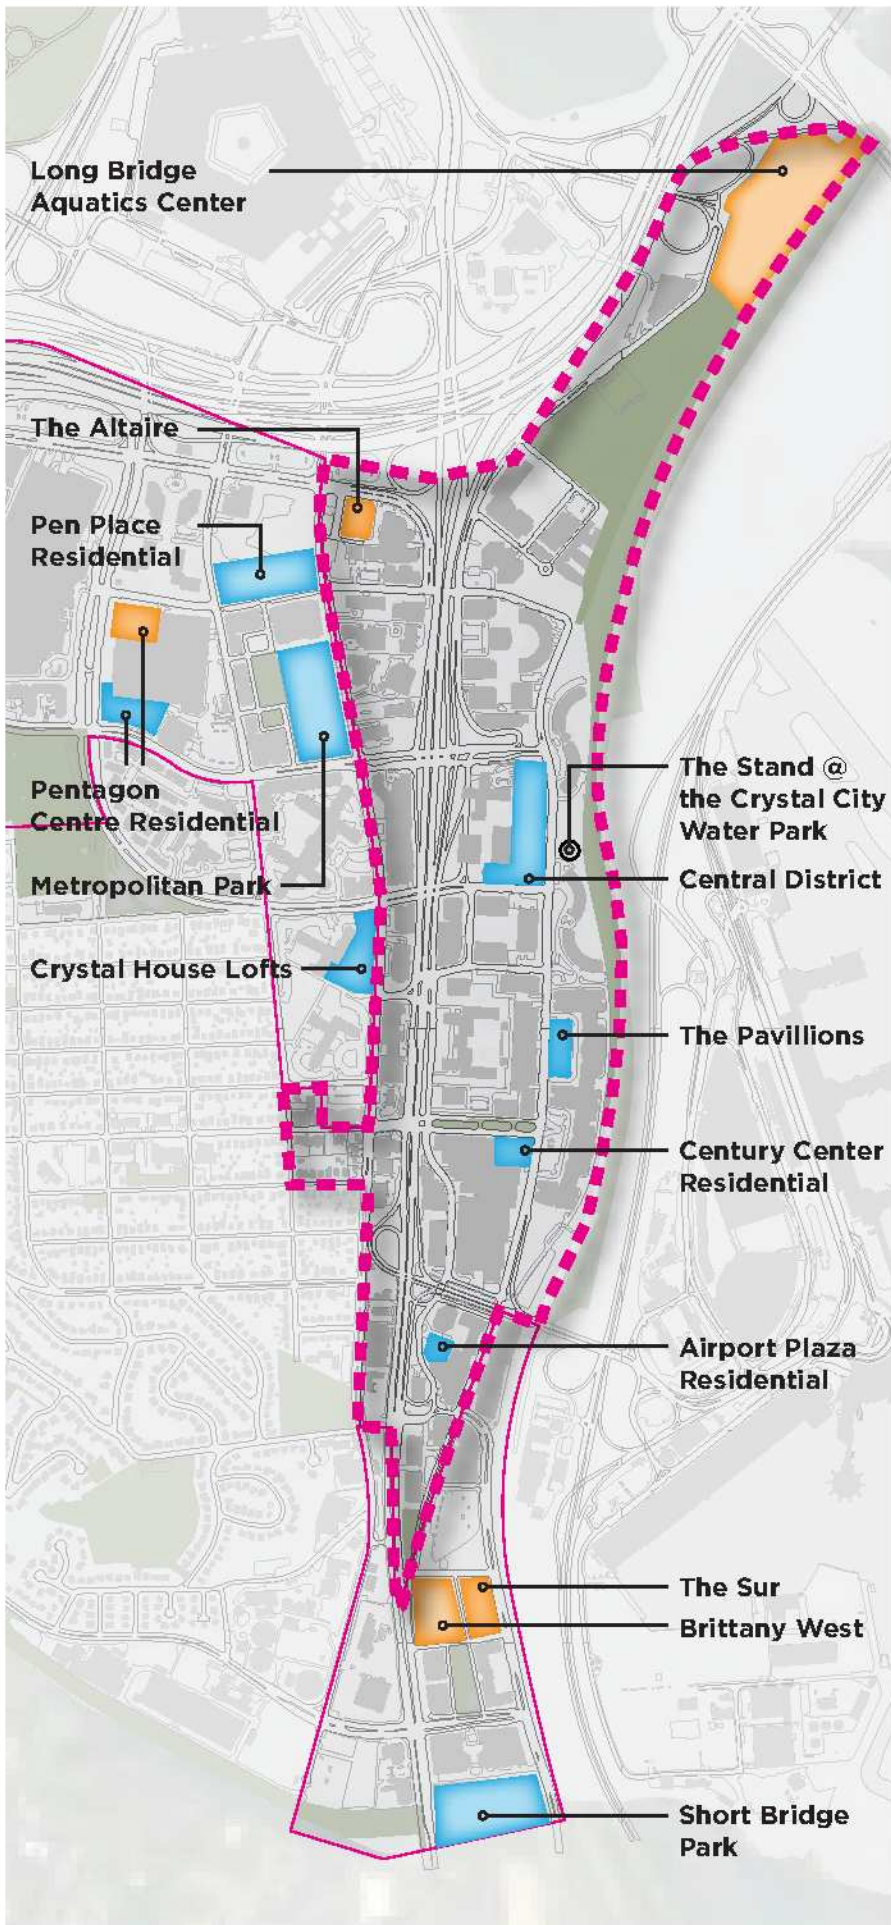 Long Bridge
Aquatics Center
The Altaire
Pen Place
Residential
Pentagon
Centre Residential
Metropolitan Park
Crystal House Lofts
The Stand @
the Crystal City
Water Park
Central District
The Pavillions
Century Center
Residential
Airport Plaza
Residential
The Sur
Brittany West
Short Bridge
Park